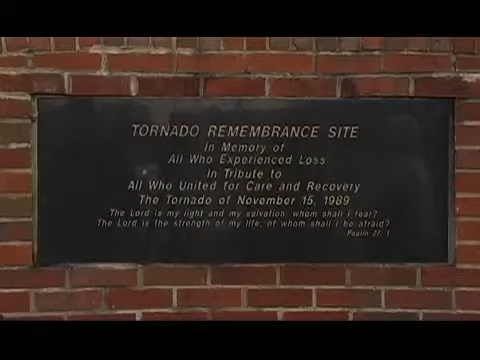 TORNADO REMEMBRANCE SITE
In Memory of
All Who Experienced Loss
In Tribute to
All Who United for Care and Recovery
The Tornado of November 15, 1989
The Lord is my light and my salvation; whom shall I fear?
The Lord is the strength of my life; of whom shall I be afraid?
Psalm 27, 1